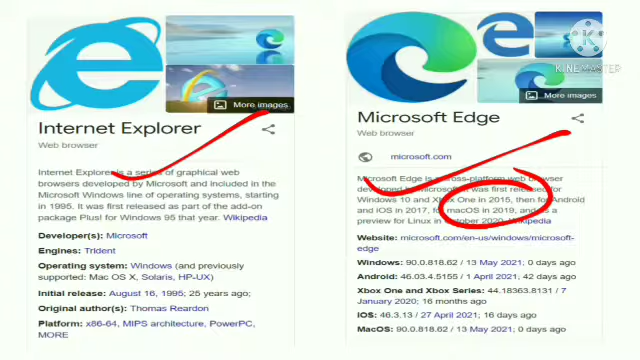 More images
Internet Explorer
Web browser
Internet Explorer is a series of graphical web
browsers developed by Microsoft and included in the
Microsoft Windows line of operating systems, starting
in 1995. It was first released as part of the add-on
package Plus! for Windows 95 that year. Wikipedia
Developer(s): Microsoft
Engines: Trident
Operating system: Windows (and previously
supported: Mac OS X, Solaris, HP-UX)
Initial release: August 16, 1995; 25 years ago;
Original author(s): Thomas Reardon
Platform: x86-64, MIPS architecture, PowerPC,
MORE
KINEMASTER
More images
Microsoft Edge
Web browser
microsoft.com
Microsoft Edge is a cross-platform web browser
developed by Microsoft. It was first released for
Windows 10 and Xbox One in 2015, then for Android
and iOS in 2017, for macOS in 2019, and as a
preview for Linux in October 2020. Wikipedia
Website: microsoft.com/en-us/windows/microsoft-
edge
Windows: 90.0.818.62 / 13 May 2021; 0 days ago
Android: 46.03.4.5155 / 1 April 2021; 42 days ago
Xbox One and Xbox Series: 44.18363.8131 / 7
January 2020; 16 months ago
iOS: 46.3.13 / 27 April 2021; 16 days ago
MacOS: 90.0.818.62 / 13 May 2021; 0 days ago